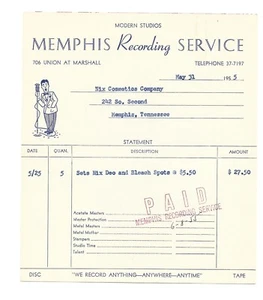 MODERN STUDIOS
MEMPHIS Recording SERVICE
706 UNION AT MARSHALL TELEPHONE 37-7197
May 31 1955
Nix Cosmetics Company
242 So. Second
Memphis, Tennessee
STATEMENT
DATE QUAN. DESCRIPTION AMOUNT
5/25 5 Sets Nix Deo and Bleach Spots @ $5.50 $ 27.50
PAID
MEMPHIS RECORDING SERVICE
Acetate Masters
Master Protection
Metal Masters
Metal Mother
Stampers
Studio Time
Talent
DISC "WE RECORD ANYTHING—ANYWHERE—ANYTIME" TAPE